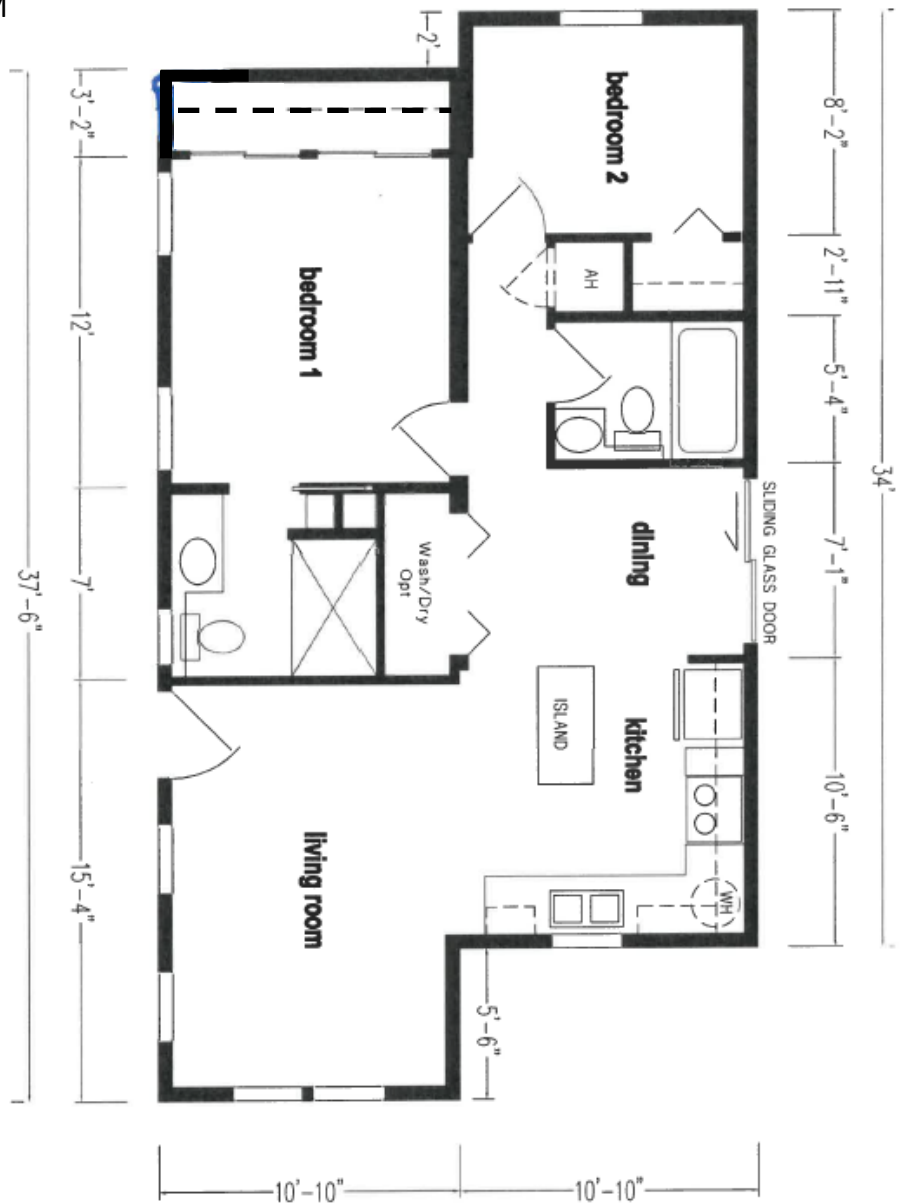 M
2'
3'-2"
12'
7'
15'-4"
37'-6"
bedroom 2
8'-2"
2'-11"
5'-4"
7'-1"
10'-6"
34'
bedroom 1
AH
Wash/Dry
Opt
dining
SLIDING GLASS DOOR
ISLAND
kitchen
WH
living room
5'-6"
10'-10"
10'-10"